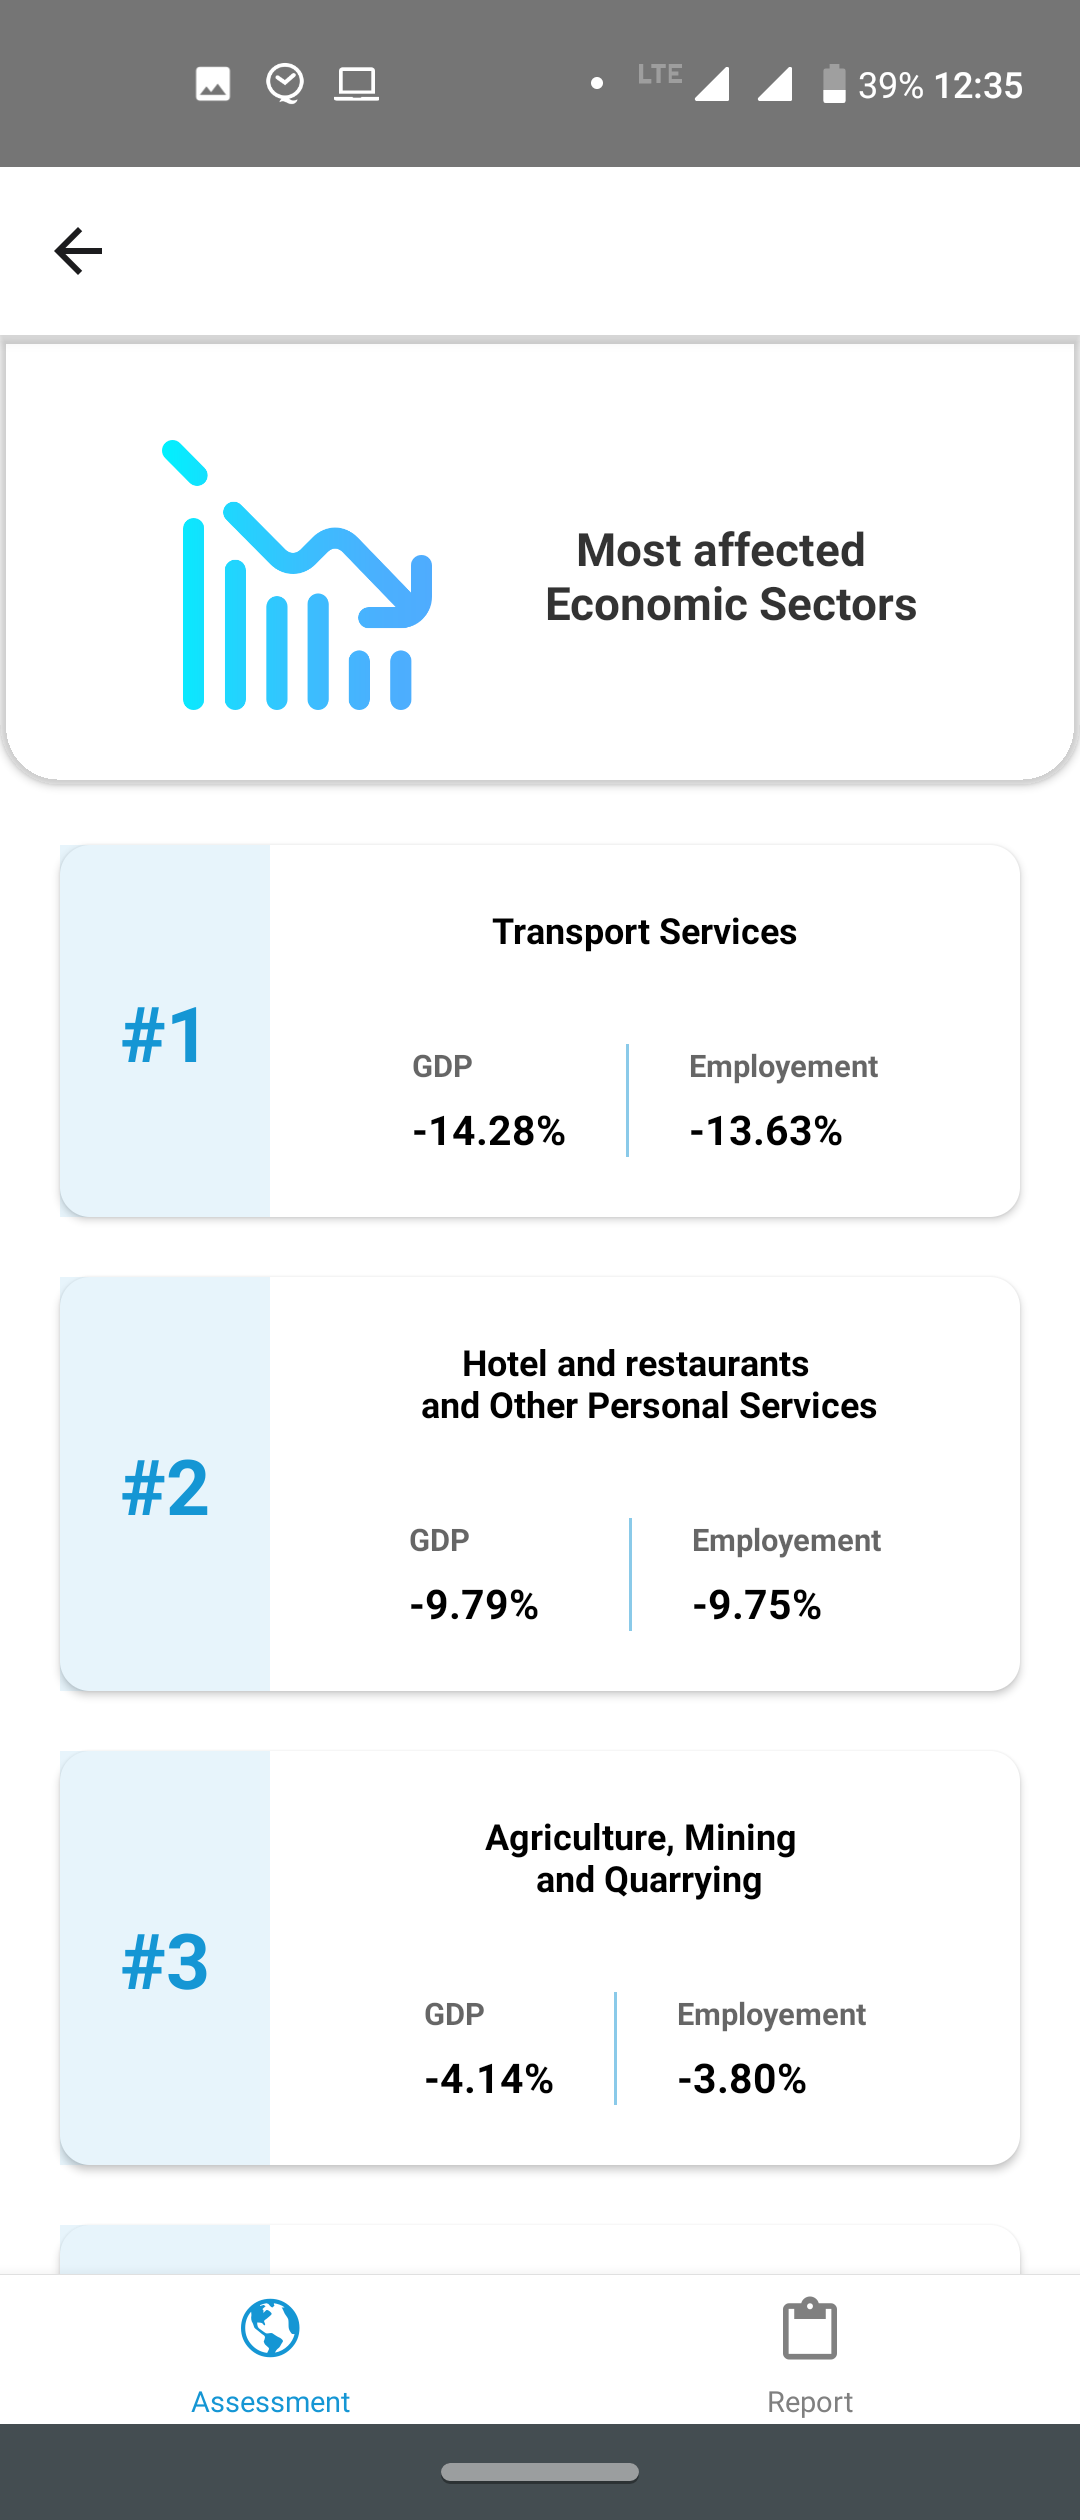 LTE 39% 12:35
Most affected
Economic Sectors
#1
Transport Services
GDP
Employement
-14.28%
-13.63%
#2
Hotel and restaurants
and Other Personal Services
GDP
Employement
-9.79%
-9.75%
#3
Agriculture, Mining
and Quarrying
GDP
Employement
-4.14%
-3.80%
Assessment
Report